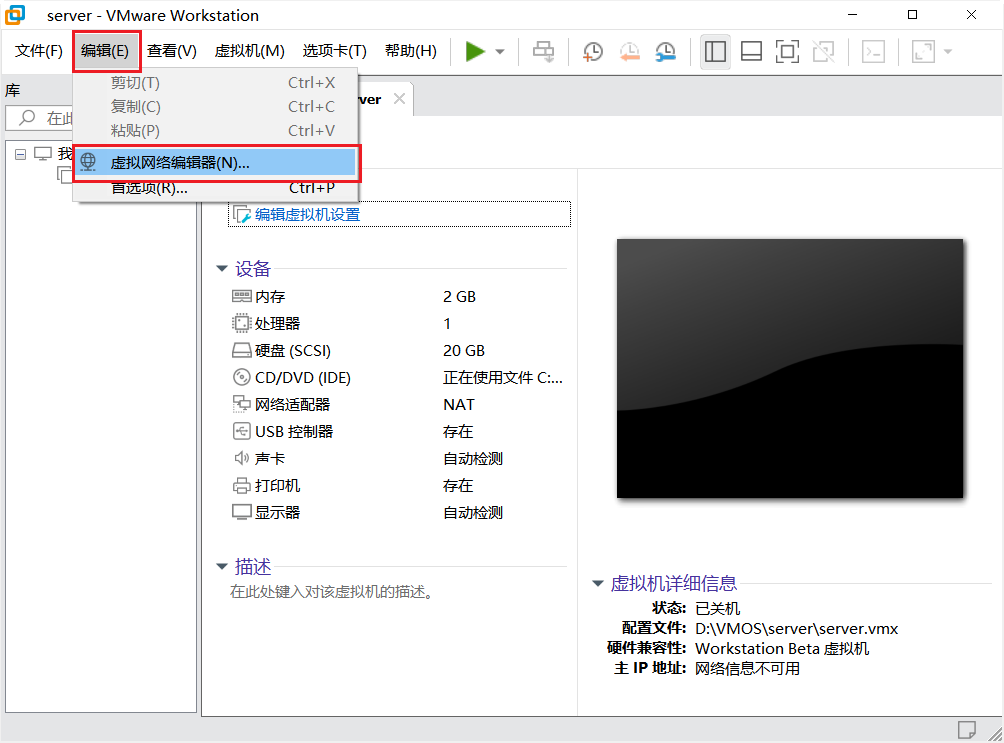 server - VMware Workstation
文件(F) 编辑(E) 查看(V) 虚拟机(M) 选项卡(T) 帮助(H)
库
剪切(T) Ctrl+X
ver
复制(C) Ctrl+C
在此
粘贴(P) Ctrl+V
我
虚拟网络编辑器(N)...
首选项(R)... Ctrl+P
编辑虚拟机设置
设备
内存 2 GB
处理器 1
硬盘 (SCSI) 20 GB
CD/DVD (IDE) 正在使用文件 C:...
网络适配器 NAT
USB 控制器 存在
声卡 自动检测
打印机 存在
显示器 自动检测
描述
在此处键入对该虚拟机的描述。
虚拟机详细信息
状态: 已关机
配置文件: D:\VMOS\server\server.vmx
硬件兼容性: Workstation Beta 虚拟机
主 IP 地址: 网络信息不可用